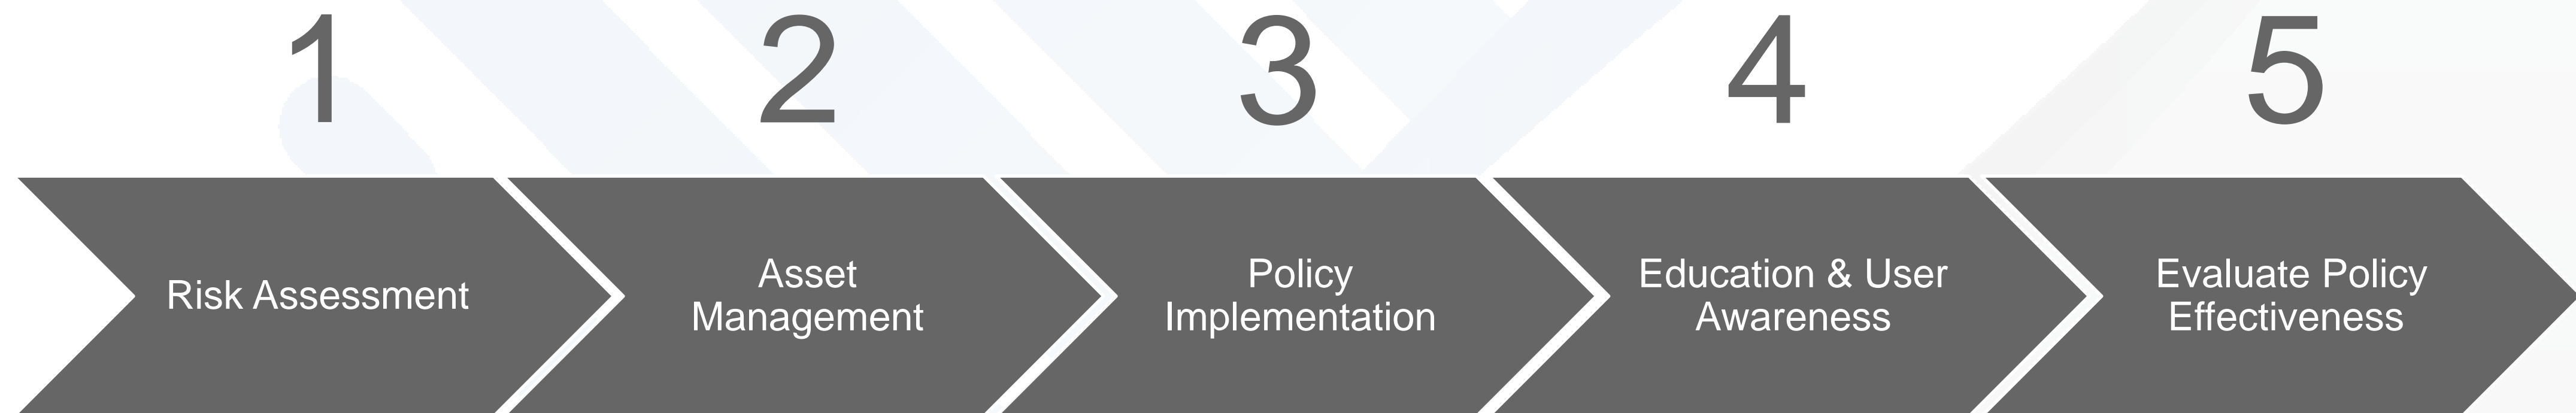 1
2
3
4
5
Risk Assessment
Asset
Management
Policy
Implementation
Education & User
Awareness
Evaluate Policy
Effectiveness